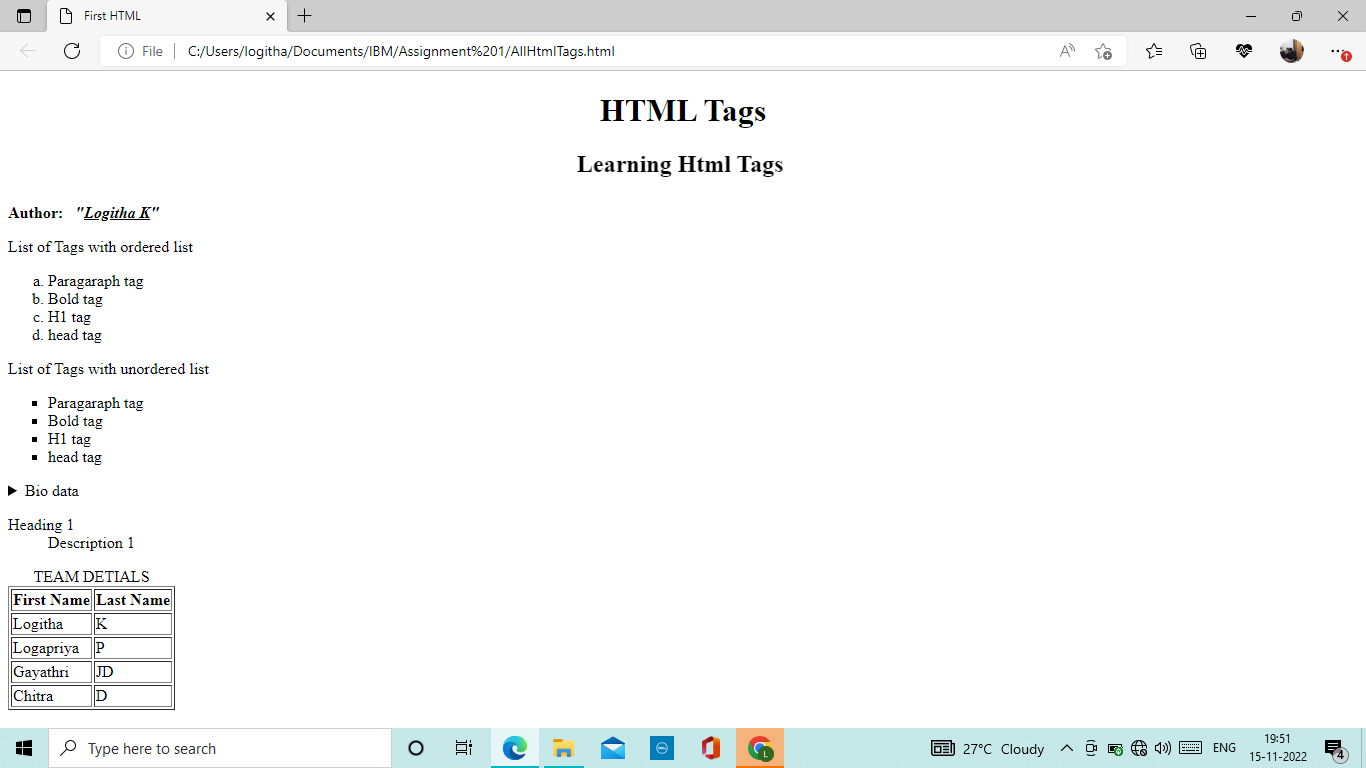 First HTML
File C:/Users/logitha/Documents/IBM/Assignment%201/AllHtmlTags.html
HTML Tags
Learning Html Tags
Author: "Logitha K"
List of Tags with ordered list
a. Paragaraph tag
b. Bold tag
c. H1 tag
d. head tag
List of Tags with unordered list
Paragaraph tag
Bold tag
H1 tag
head tag
Bio data
Heading 1
Description 1
TEAM DETIALS
First Name Last Name
Logitha K
Logapriya P
Gayathri JD
Chitra D
Type here to search
27°C Cloudy
ENG
19:51
15-11-2022
4